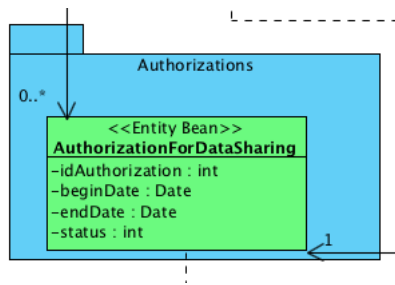 Authorizations
0..*
<<Entity Bean>>
AuthorizationForDataSharing
-idAuthorization : int
-beginDate : Date
-endDate : Date
-status : int
1